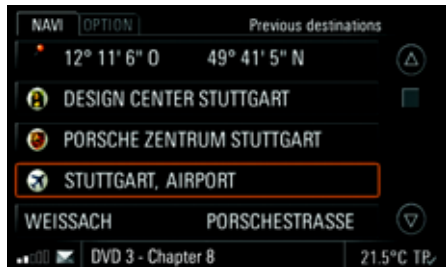 NAVI OPTION Previous destinations
12° 11' 6" O 49° 41' 5" N
DESIGN CENTER STUTTGART
PORSCHE ZENTRUM STUTTGART
STUTTGART, AIRPORT
WEISSACH PORSCHESTRASSE
DVD 3 - Chapter 8 21.5°C TP